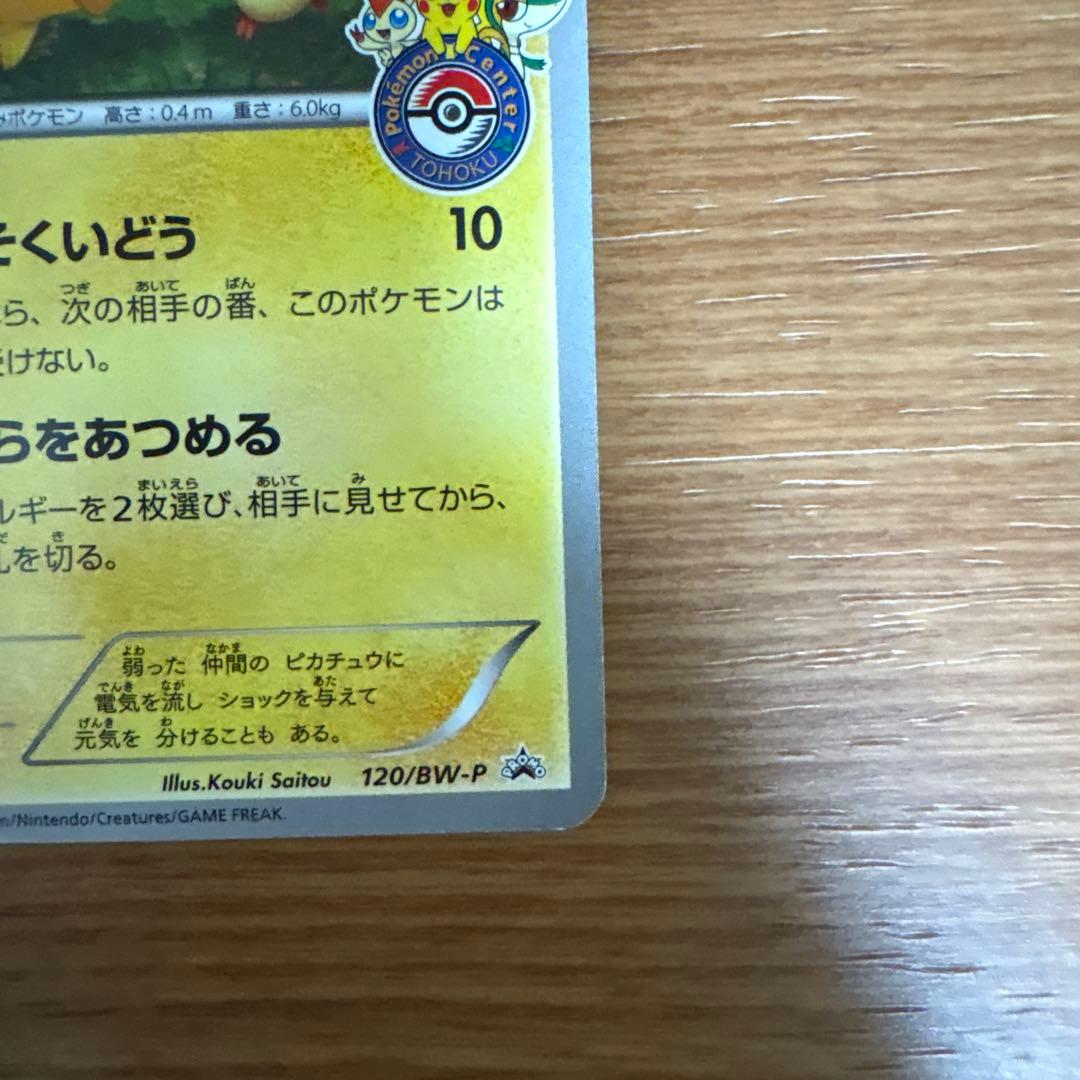 Pokémon Center
TOHOKU
ポケモン 高さ:0.4m 重さ:6.0kg
そくいどう 10
ら、次の相手の番、このポケモンは
けない。
らをあつめる
ルギーを2枚選び、相手に見せてから、
を切る。
弱った 仲間の ピカチュウに
電気を流し ショックを与えて
元気を 分けることも ある。
Illus.Kouki Saitou 120/BW-P PROMO
/Nintendo/Creatures/GAME FREAK.